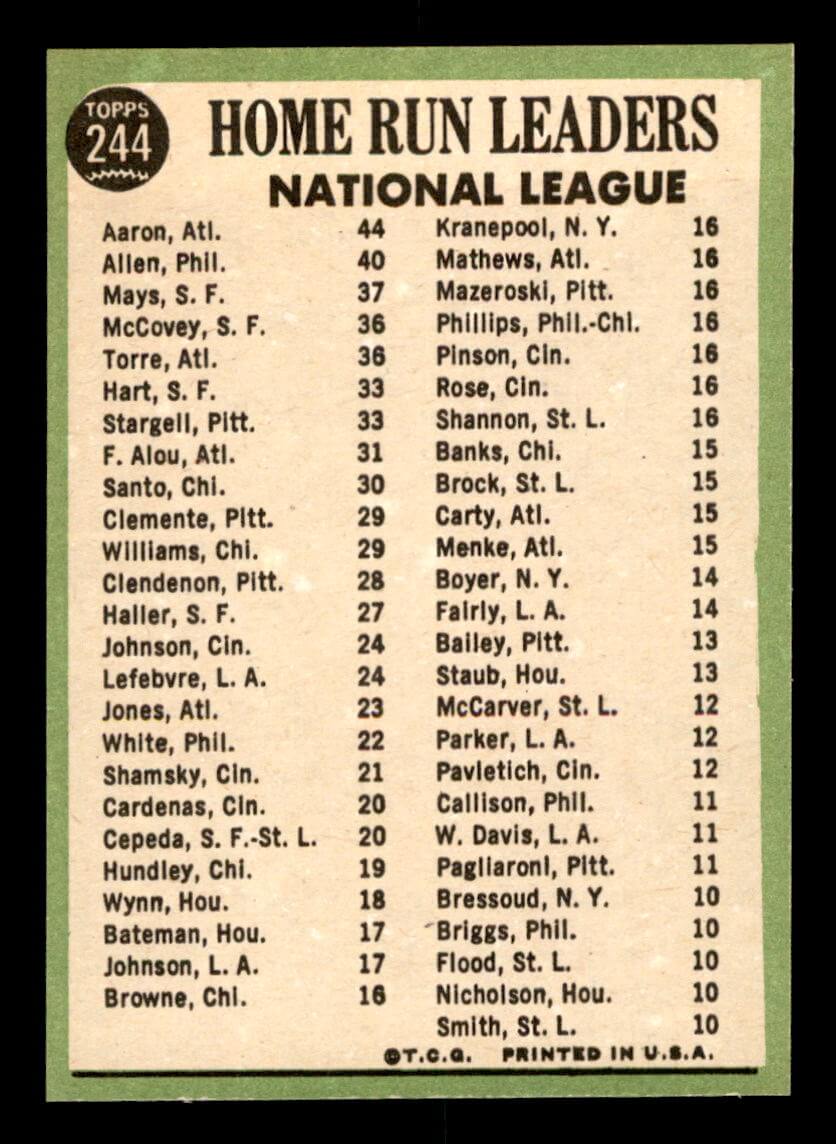 TOPPS
244
HOME RUN LEADERS
NATIONAL LEAGUE
Aaron, Atl. 44
Allen, Phil. 40
Mays, S. F. 37
McCovey, S. F. 36
Torre, Atl. 36
Hart, S. F. 33
Stargell, Pitt. 33
F. Alou, Atl. 31
Santo, Chi. 30
Clemente, Pitt. 29
Williams, Chi. 29
Clendenon, Pitt. 28
Haller, S. F. 27
Johnson, Cin. 24
Lefebvre, L. A. 24
Jones, Atl. 23
White, Phil. 22
Shamsky, Cin. 21
Cardenas, Cin. 20
Cepeda, S. F.-St. L. 20
Hundley, Chi. 19
Wynn, Hou. 18
Bateman, Hou. 17
Johnson, L. A. 17
Browne, Chi. 16
Kranepool, N. Y. 16
Mathews, Atl. 16
Mazeroski, Pitt. 16
Phillips, Phil.-Chi. 16
Pinson, Cin. 16
Rose, Cin. 16
Shannon, St. L. 16
Banks, Chi. 15
Brock, St. L. 15
Carty, Atl. 15
Menke, Atl. 15
Boyer, N. Y. 14
Fairly, L. A. 14
Bailey, Pitt. 13
Staub, Hou. 13
McCarver, St. L. 12
Parker, L. A. 12
Pavletich, Cin. 12
Callison, Phil. 11
W. Davis, L. A. 11
Pagliaroni, Pitt. 11
Bressoud, N. Y. 10
Briggs, Phil. 10
Flood, St. L. 10
Nicholson, Hou. 10
Smith, St. L. 10
©T.C.G. PRINTED IN U.S.A.